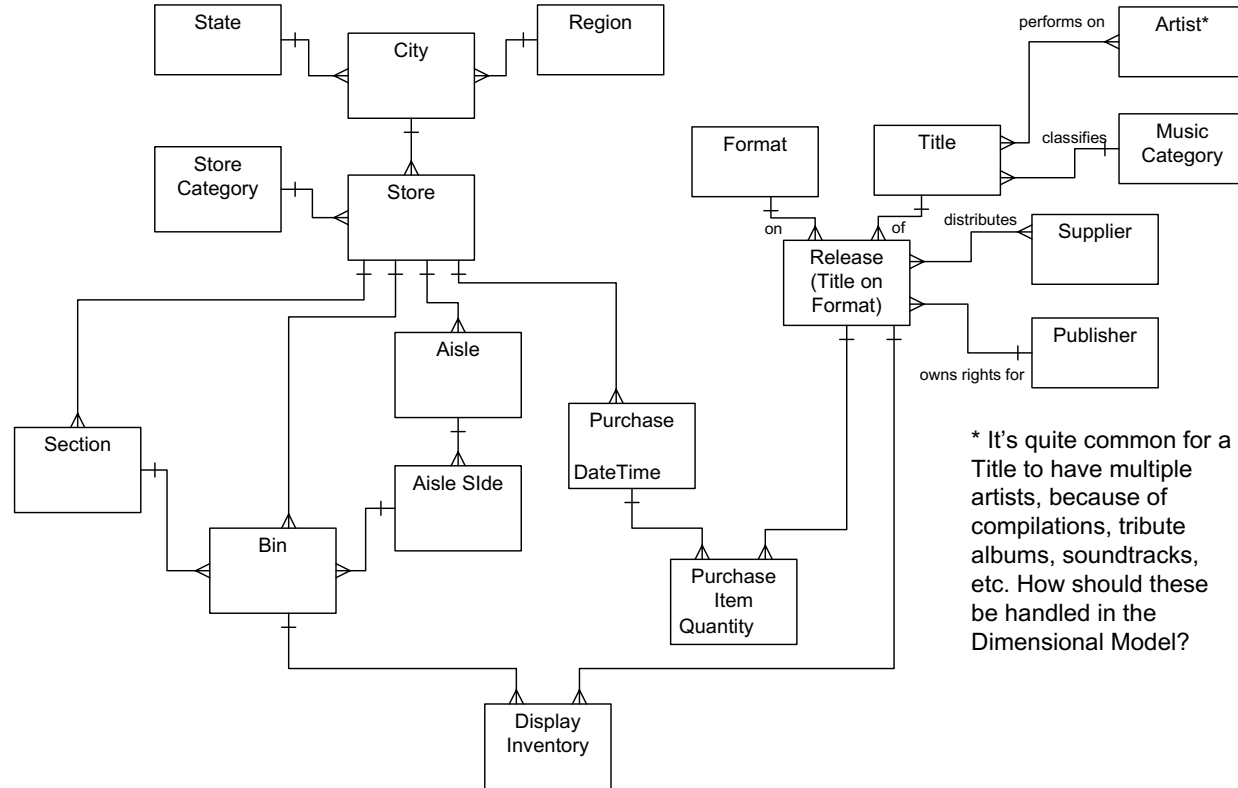 State
City
Region
performs on
Artist*
Store
Category
Store
Format
Title
classifies
Music
Category
on
of
distributes
Supplier
Release
(Title on
Format)
Publisher
owns rights for
Aisle
Section
Aisle SIde
Purchase
DateTime
Bin
Purchase
Item
Quantity
Display
Inventory
* It's quite common for a
Title to have multiple
artists, because of
compilations, tribute
albums, soundtracks,
etc. How should these
be handled in the
Dimensional Model?